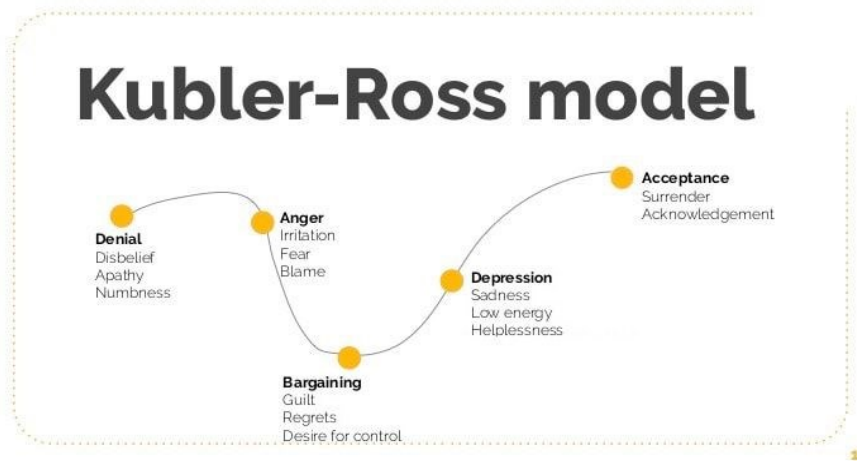 Kubler-Ross model
Denial
Disbelief
Apathy
Numbness
Anger
Irritation
Fear
Blame
Bargaining
Guilt
Regrets
Desire for control
Depression
Sadness
Low energy
Helplessness
Acceptance
Surrender
Acknowledgement